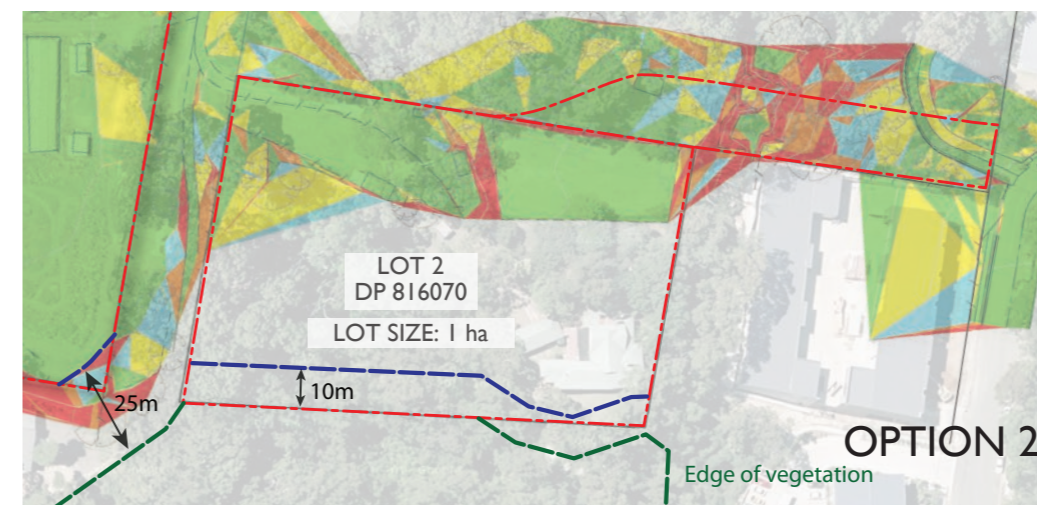 LOT 2
DP 816070
LOT SIZE: 1 ha
10m
25m
OPTION 2
Edge of vegetation